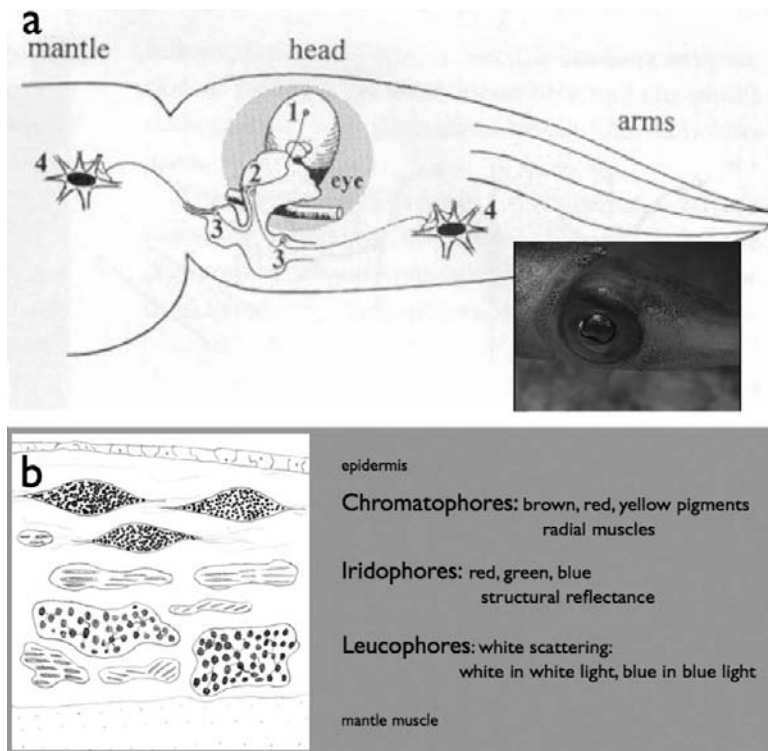 a
mantle
head
arms
1
4
2
eye
3
4
3
b
epidermis
Chromatophores: brown, red, yellow pigments
radial muscles
Iridophores: red, green, blue
structural reflectance
Leucophores: white scattering:
white in white light, blue in blue light
mantle muscle